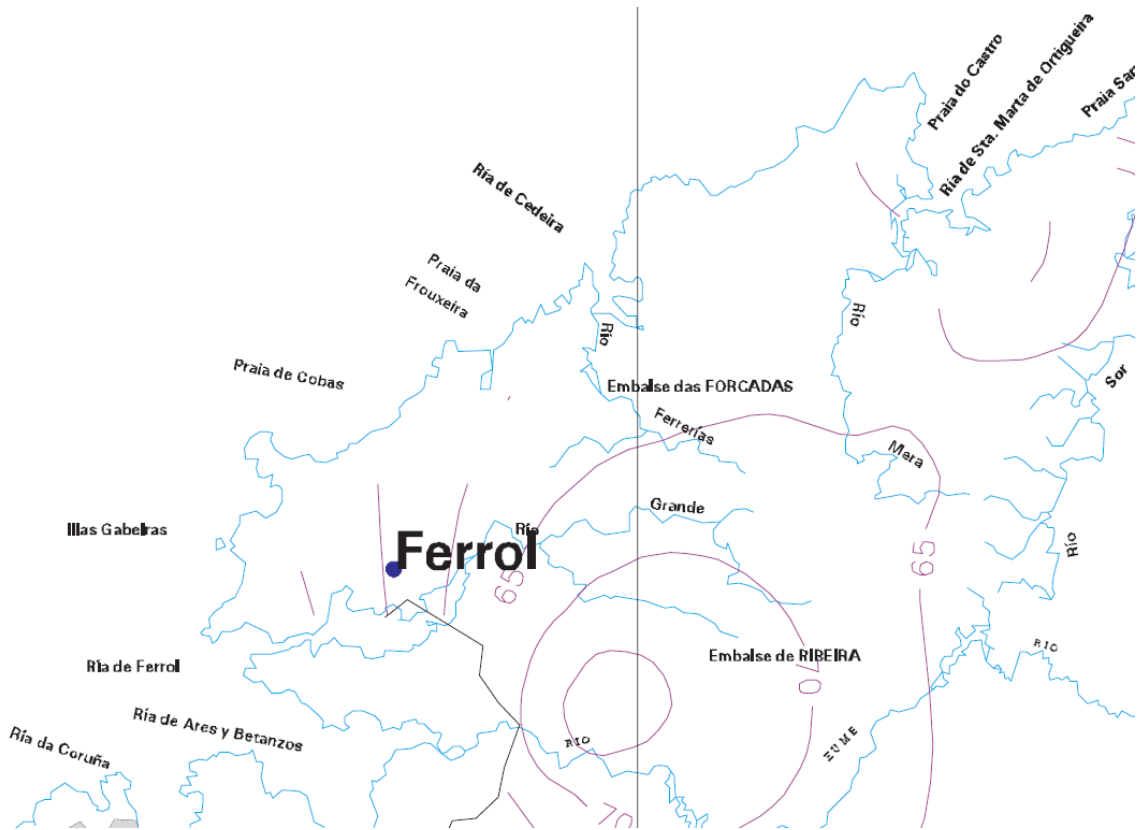 Praia do Castro
Ría de Sta. Marta de Ortigueira
Praia San
Ría de Cedeira
Praia da
Frouxeira
Río
Río
Praia de Cobas
Embalse das FORCADAS
Sor
Ferrerías
Mera
Grande
Illas Gabeiras
Río
Ferrol
Río
65
65
Embalse de RIBEIRA
RIO
Ría de Ferrol
70
Ría de Ares y Betanzos
Ría da Coruña
RIO
EUME
70